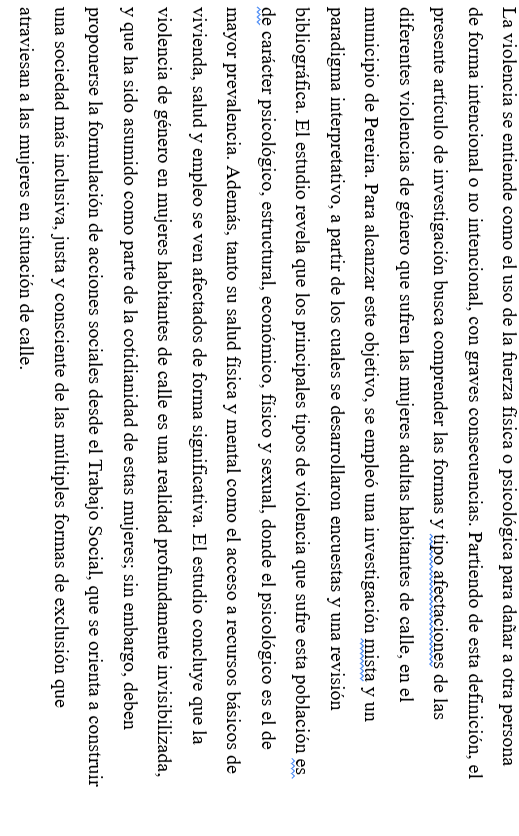 La violencia se entiende como el uso de la fuerza física o psicológica para dañar a otra persona
de forma intencional o no intencional, con graves consecuencias. Partiendo de esta definición, el
presente artículo de investigación busca comprender las formas y tipo afectaciones de las
diferentes violencias de género que sufren las mujeres adultas habitantes de calle, en el
municipio de Pereira. Para alcanzar este objetivo, se empleó una investigación mista y un
paradigma interpretativo, a partir de los cuales se desarrollaron encuestas y una revisión
bibliográfica. El estudio revela que los principales tipos de violencia que sufre esta población es
de carácter psicológico, estructural, económico, físico y sexual, donde el psicológico es el de
mayor prevalencia. Además, tanto su salud física y mental como el acceso a recursos básicos de
vivienda, salud y empleo se ven afectados de forma significativa. El estudio concluye que la
violencia de género en mujeres habitantes de calle es una realidad profundamente invisibilizada,
y que ha sido asumido como parte de la cotidianidad de estas mujeres; sin embargo, deben
proponerse la formulación de acciones sociales desde el Trabajo Social, que se orienta a construir
una sociedad más inclusiva, justa y consciente de las múltiples formas de exclusión que
atraviesan a las mujeres en situación de calle.